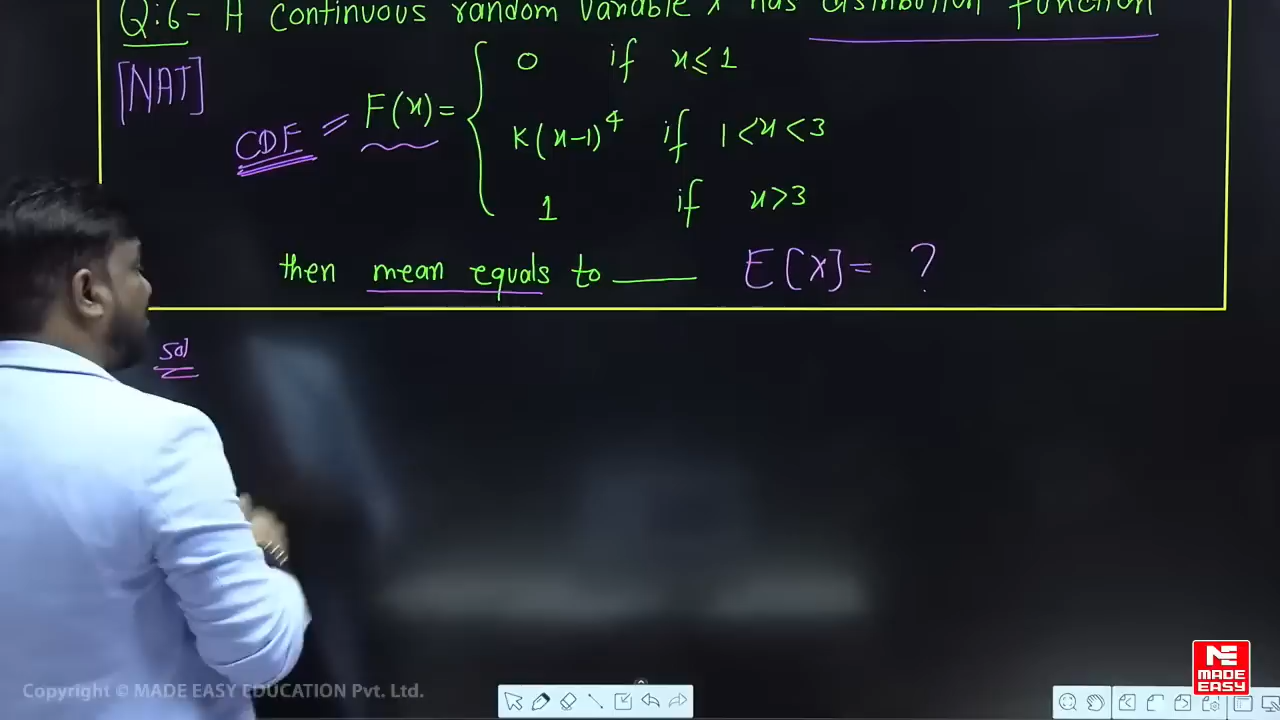 Q:6- A continuous random variable x has distribution function
[NAT]
CDF = F(x) = { 0 if x ≤ 1
K(x-1)^4 if 1 < x < 3
1 if x > 3
then mean equals to ____ E[X] = ?
Sol
Copyright © MADE EASY EDUCATION Pvt. Ltd.
ME
MADE
EASY